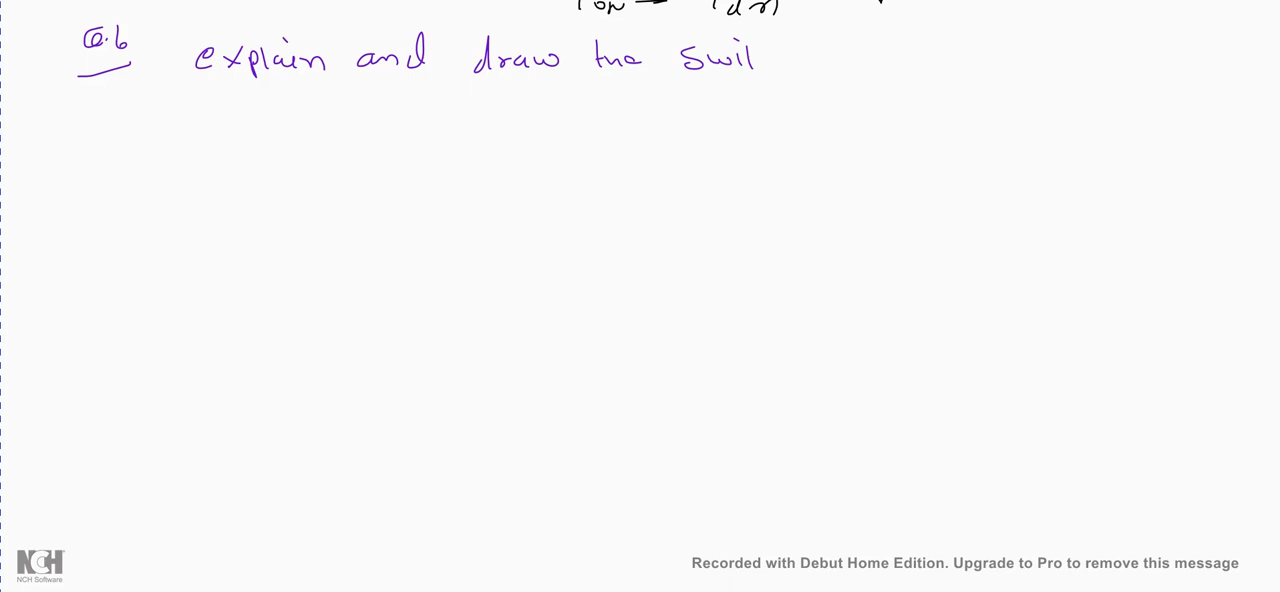 Q.6 explain and draw the swil
NCH
NCH Software
Recorded with Debut Home Edition. Upgrade to Pro to remove this message